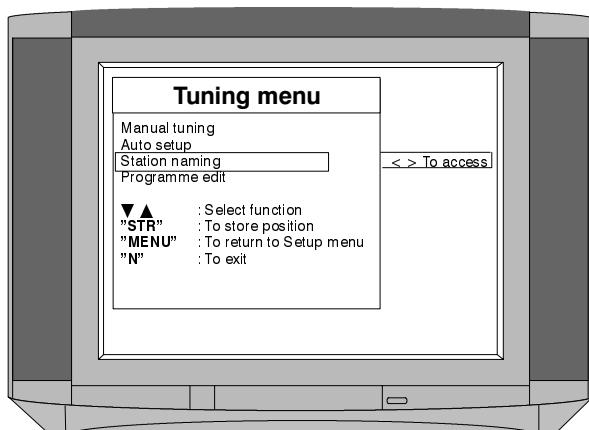 Tuning menu
Manual tuning
Auto setup
Station naming
< > To access
Programme edit
▼ ▲ : Select function
”STR” : To store position
”MENU” : To return to Setup menu
”N” : To exit